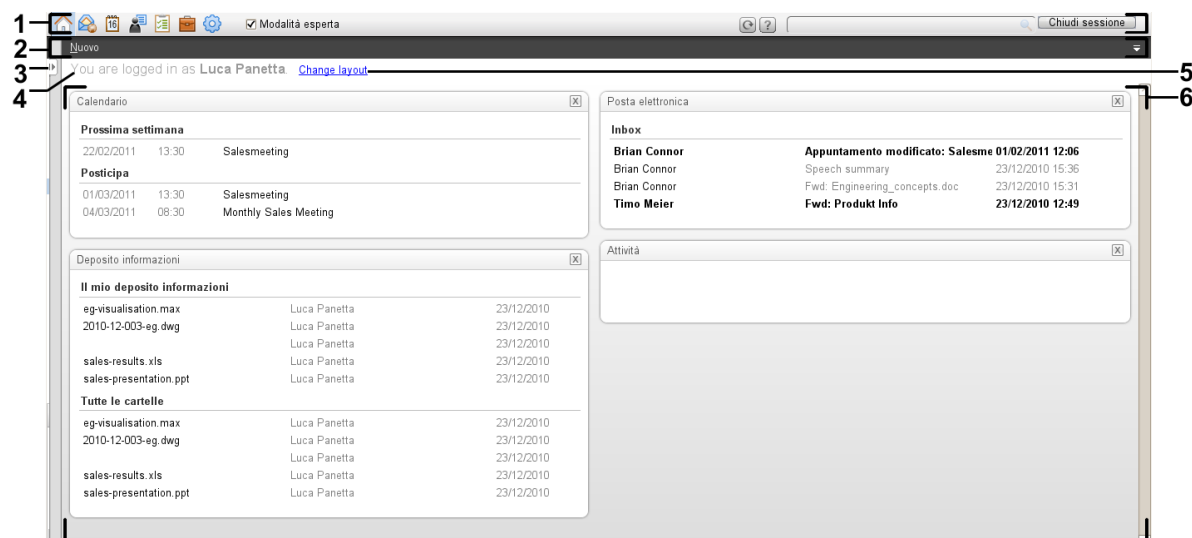 1
16
Modalità esperta
?
Chiudi sessione
2
Nuovo
3
You are logged in as Luca Panetta. Change layout
5
4
6
Calendario X
Prossima settimana
22/02/2011 13:30 Salesmeeting
Posticipa
01/03/2011 13:30 Salesmeeting
04/03/2011 08:30 Monthly Sales Meeting
Posta elettronica X
Inbox
Brian Connor Appuntamento modificato: Salesme 01/02/2011 12:06
Brian Connor Speech summary 23/12/2010 15:36
Brian Connor Fwd: Engineering_concepts.doc 23/12/2010 15:31
Timo Meier Fwd: Produkt Info 23/12/2010 12:49
Deposito informazioni X
Il mio deposito informazioni
eg-visualisation.max Luca Panetta 23/12/2010
2010-12-003-eg.dwg Luca Panetta 23/12/2010
Luca Panetta 23/12/2010
sales-results.xls Luca Panetta 23/12/2010
sales-presentation.ppt Luca Panetta 23/12/2010
Tutte le cartelle
eg-visualisation.max Luca Panetta 23/12/2010
2010-12-003-eg.dwg Luca Panetta 23/12/2010
Luca Panetta 23/12/2010
sales-results.xls Luca Panetta 23/12/2010
sales-presentation.ppt Luca Panetta 23/12/2010
Attività X